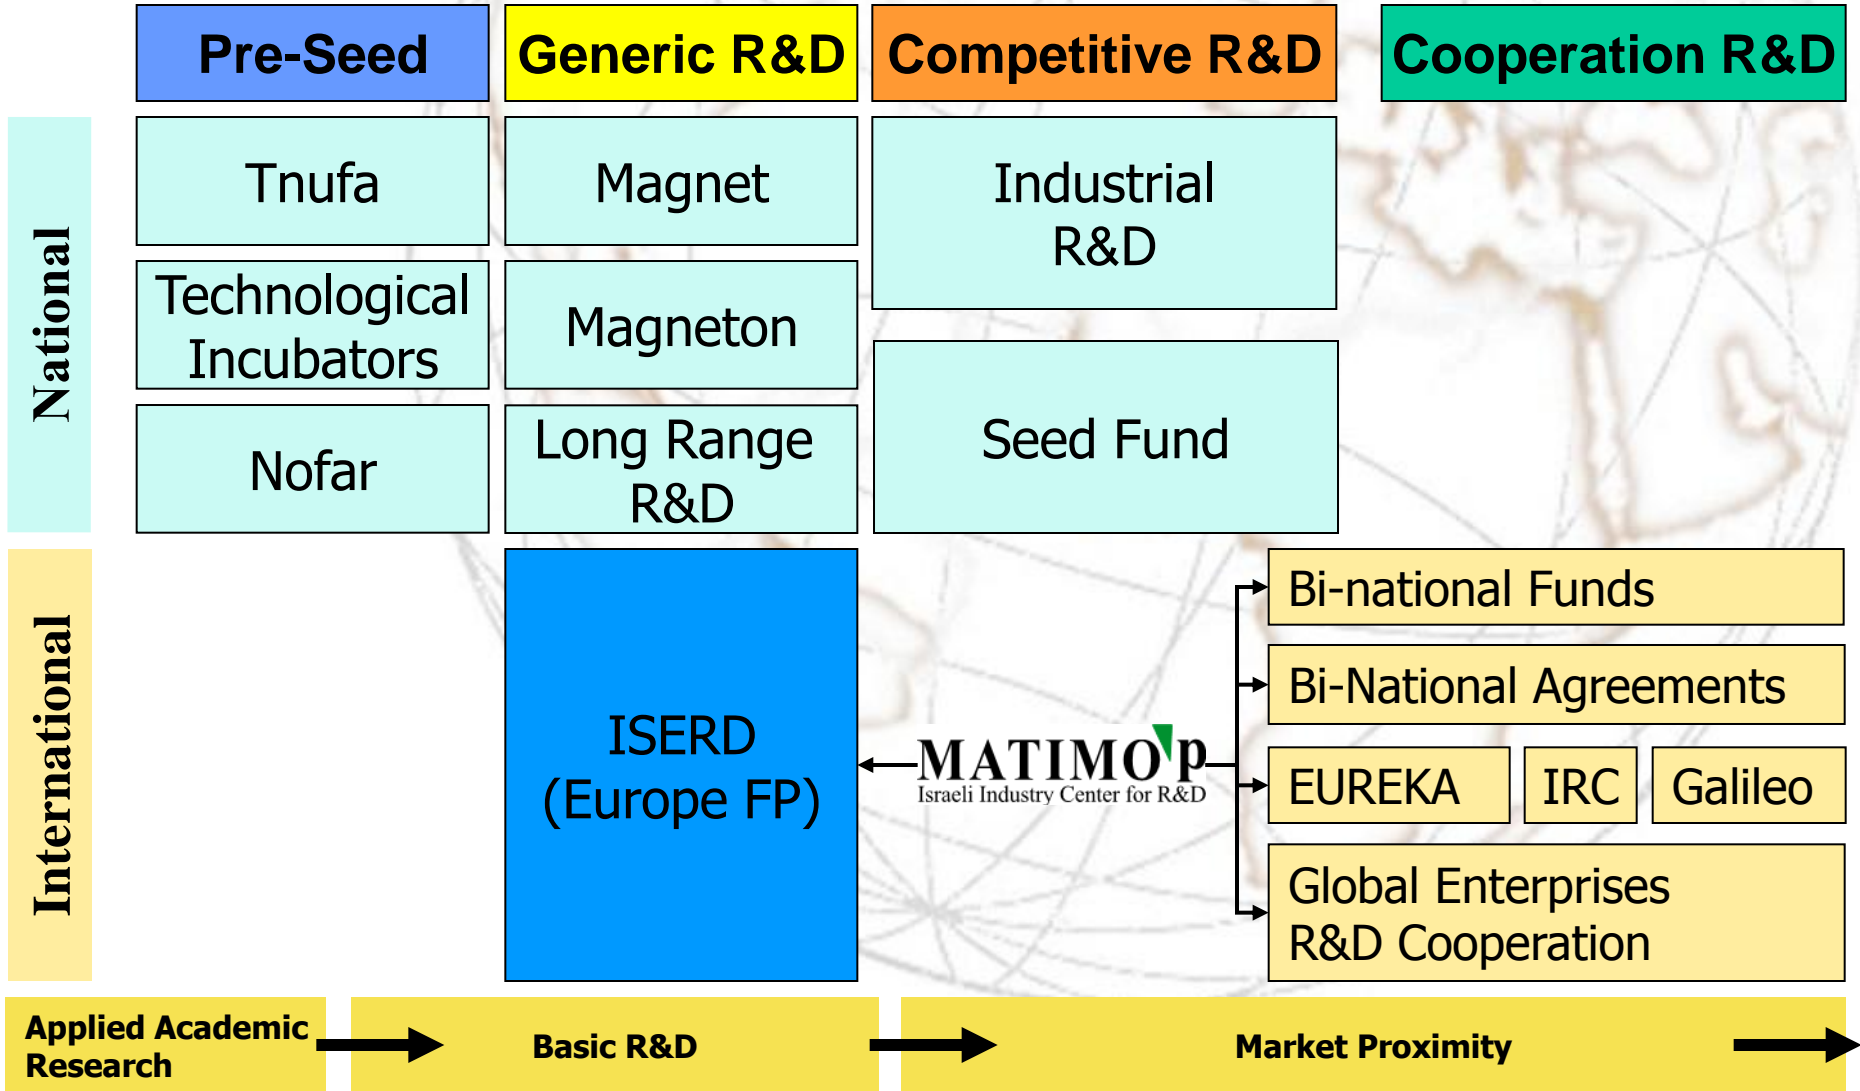 Pre-Seed
Generic R&D
Competitive R&D
Cooperation R&D
National
Tnufa
Magnet
Industrial
R&D
Technological
Incubators
Magneton
Seed Fund
Nofar
Long Range
R&D
International
ISERD
(Europe FP)
MATIMO'P
Israeli Industry Center for R&D
Bi-national Funds
Bi-National Agreements
EUREKA
IRC
Galileo
Global Enterprises
R&D Cooperation
Applied Academic
Research
Basic R&D
Market Proximity